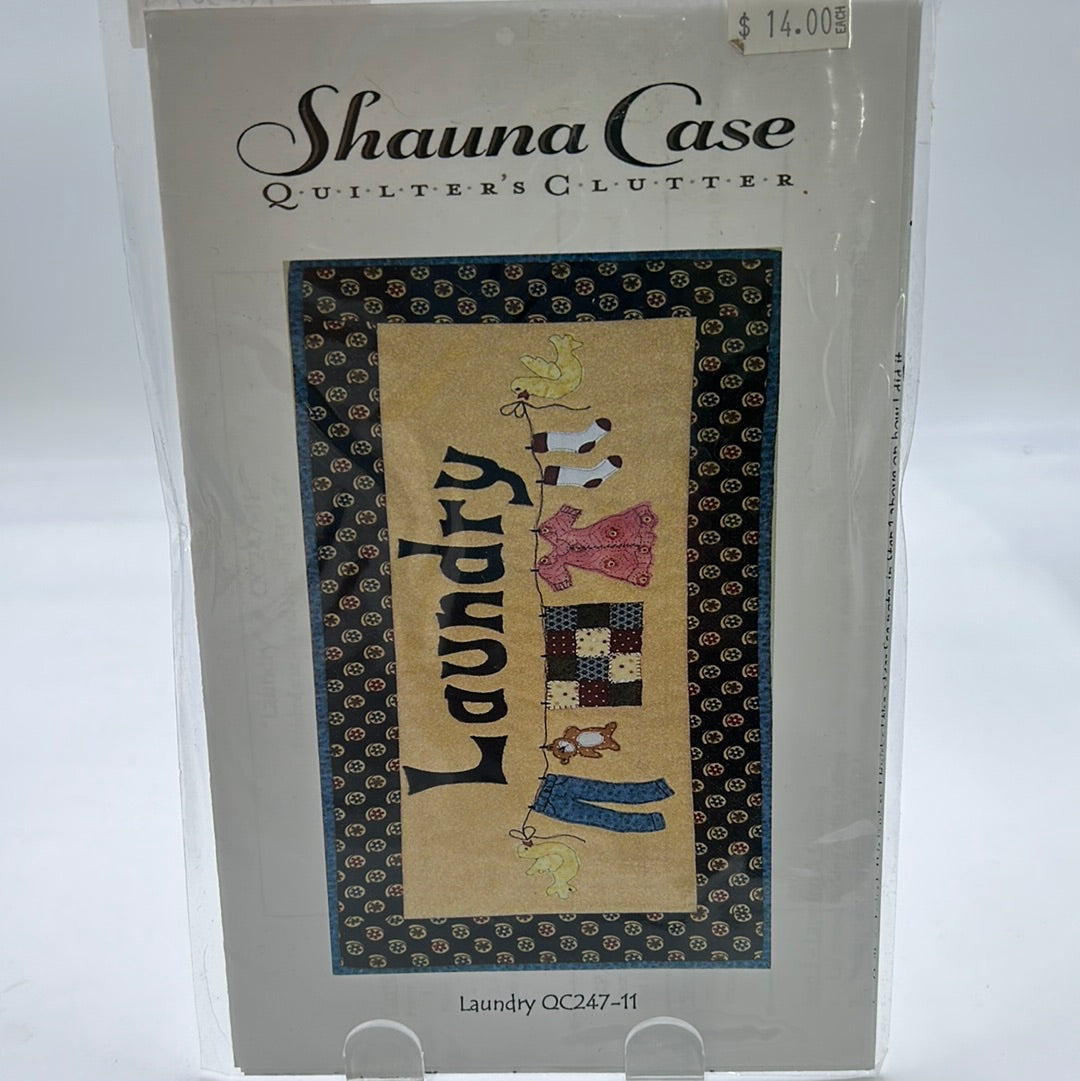 $ 14.00 EACH
Shauna Case
QUILTER'S CLUTTER
Laundry
Laundry QC247-11